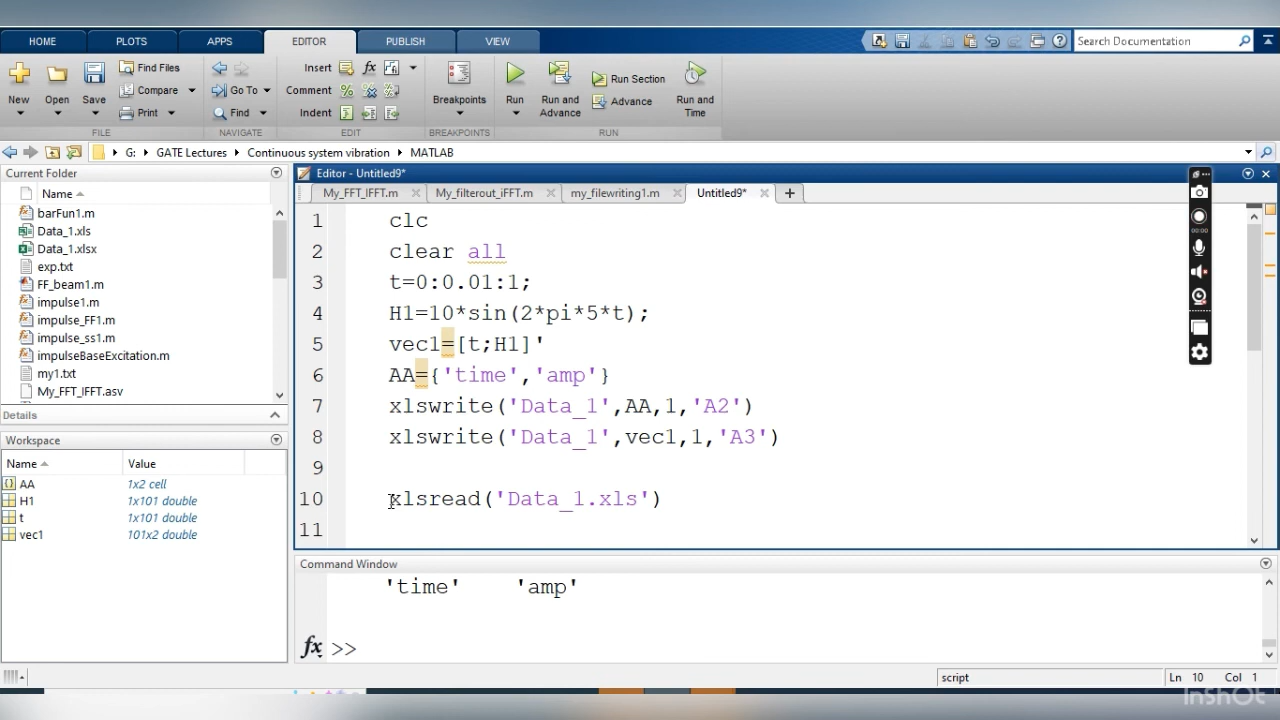 HOME PLOTS APPS EDITOR PUBLISH VIEW Search Documentation
Find Files Insert fx
New Open Save Compare Go To Comment Breakpoints Run Run and Advance Run Section Run and Time
Print Find Indent Advance
FILE NAVIGATE EDIT BREAKPOINTS RUN
G: GATE Lectures Continuous system vibration MATLAB
Current Folder
Name
barFun1.m
Data_1.xls
Data_1.xlsx
exp.txt
FF_beam1.m
impulse1.m
impulse_FF1.m
impulse_ss1.m
impulseBaseExcitation.m
my1.txt
My_FFT_IFFT.asv
Details
Workspace
Name Value
AA 1x2 cell
H1 1x101 double
t 1x101 double
vec1 101x2 double
Editor - Untitled9*
My_FFT_IFFT.m My_filterout_iFFT.m my_filewriting1.m Untitled9*
1 clc
2 clear all
3 t=0:0.01:1;
4 H1=10*sin(2*pi*5*t);
5 vec1=[t;H1]'
6 AA={'time','amp'}
7 xlswrite('Data_1',AA,1,'A2')
8 xlswrite('Data_1',vec1,1,'A3')
9
10 xlsread('Data_1.xls')
11
00:00
Command Window
'time' 'amp'
fx >>
script Ln 10 Col 1
InShOt